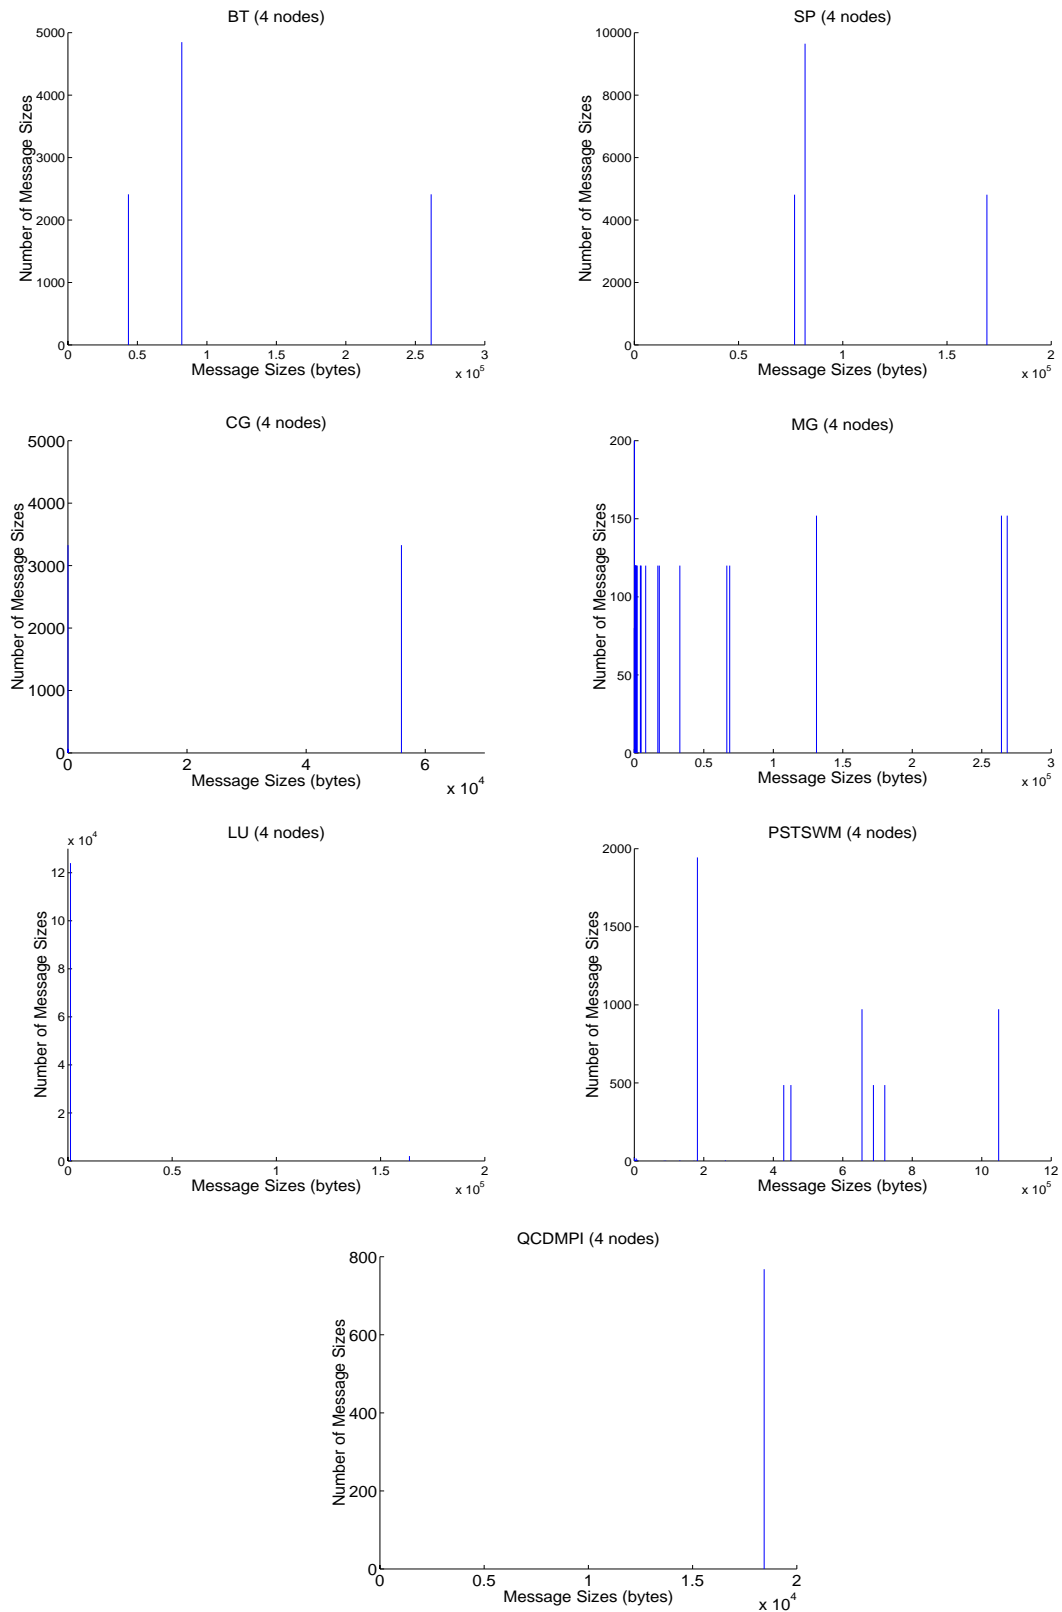 BT (4 nodes)
5000
4000
3000
2000
1000
0
Number of Message Sizes
0 0.5 1 1.5 2 2.5 3
Message Sizes (bytes)
x 10^5
SP (4 nodes)
10000
8000
6000
4000
2000
0
Number of Message Sizes
0 0.5 1 1.5 2
Message Sizes (bytes)
x 10^5
CG (4 nodes)
5000
4000
3000
2000
1000
0
Number of Message Sizes
0 2 4 6
Message Sizes (bytes)
x 10^4
MG (4 nodes)
200
150
100
50
0
Number of Message Sizes
0 0.5 1 1.5 2 2.5 3
Message Sizes (bytes)
x 10^5
LU (4 nodes)
x 10^4
12
10
8
6
4
2
0
Number of Message Sizes
0 0.5 1 1.5 2
Message Sizes (bytes)
x 10^5
PSTSWM (4 nodes)
2000
1500
1000
500
0
Number of Message Sizes
0 2 4 6 8 10 12
Message Sizes (bytes)
x 10^5
QCDMPI (4 nodes)
800
600
400
200
0
Number of Message Sizes
0 0.5 1 1.5 2
Message Sizes (bytes)
x 10^4